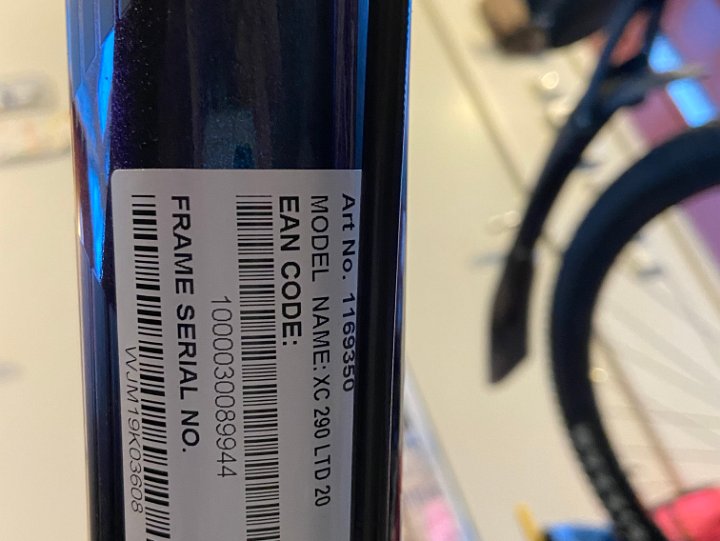 Art No. 1169350
MODEL NAME: XC 290 LTD 20
EAN CODE:
1000030089944
FRAME SERIAL NO.
WJM19K03608